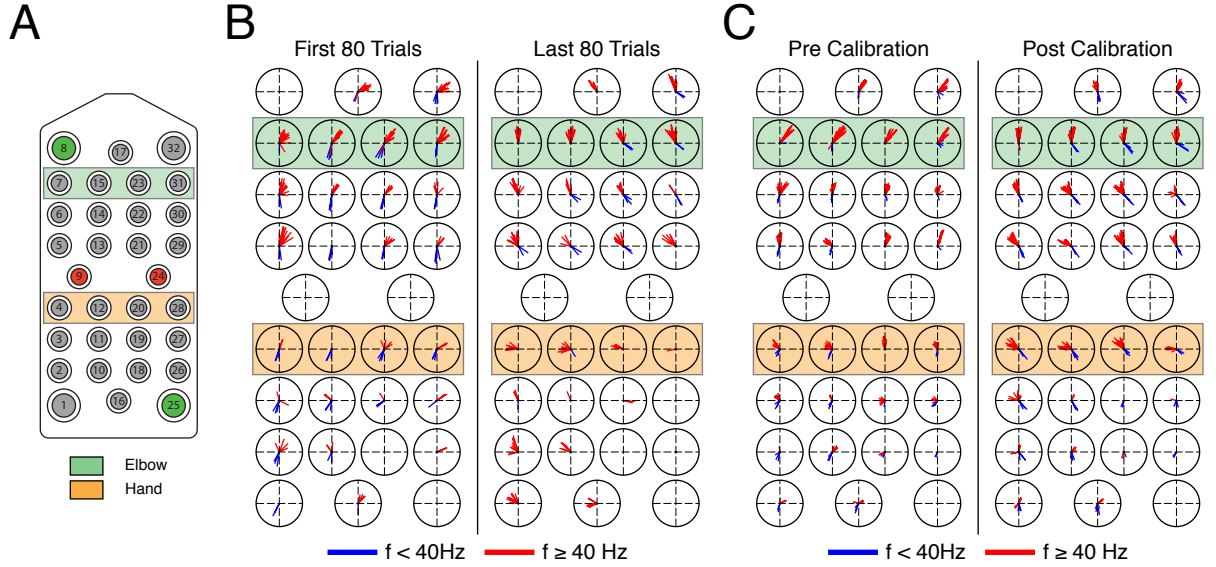 A
B
C
First 80 Trials
Last 80 Trials
Pre Calibration
Post Calibration
8
17
32
7
15
23
31
6
14
22
30
5
13
21
29
9
24
4
12
20
28
3
11
19
27
2
10
18
26
1
16
25
Elbow
Hand
f < 40Hz
f ≥ 40 Hz
f < 40Hz
f ≥ 40 Hz